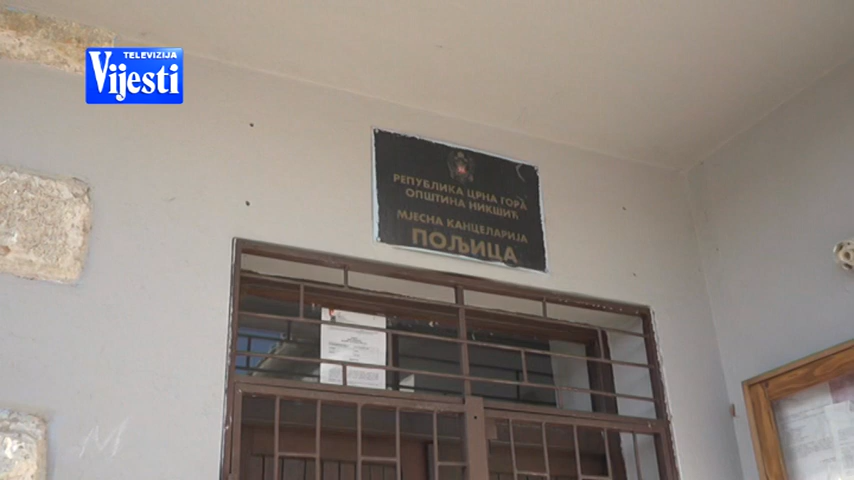 TELEVIZIJA
Vijesti
РЕПУБЛИКА ЦРНА ГОРА
ОПШТИНА НИКШИЋ
МЈЕСНА КАНЦЕЛАРИЈА
ПОЉИЦА